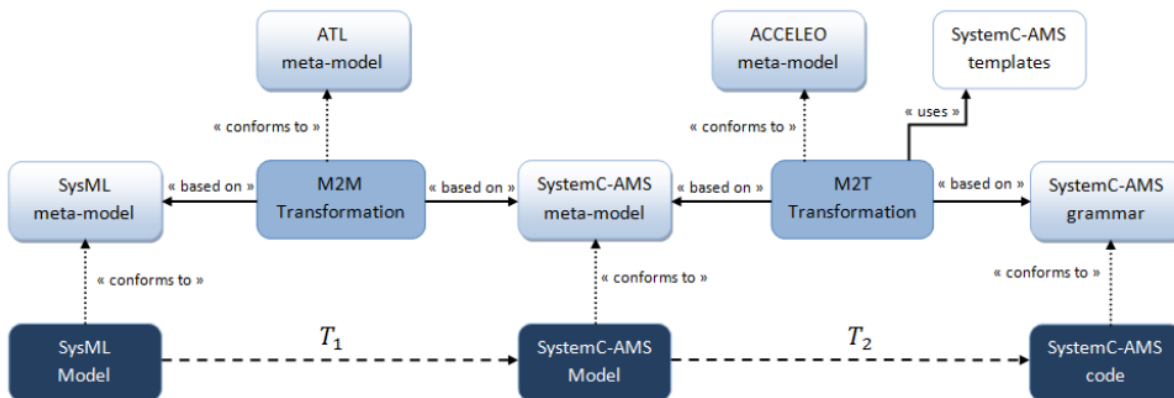 ATL
meta-model
ACCELEO
meta-model
SystemC-AMS
templates
« conforms to »
« conforms to »
« uses »
SysML
meta-model
« based on »
M2M
Transformation
« based on »
SystemC-AMS
meta-model
« based on »
M2T
Transformation
« based on »
SystemC-AMS
grammar
« conforms to »
« conforms to »
« conforms to »
SysML
Model
T₁
SystemC-AMS
Model
T₂
SystemC-AMS
code